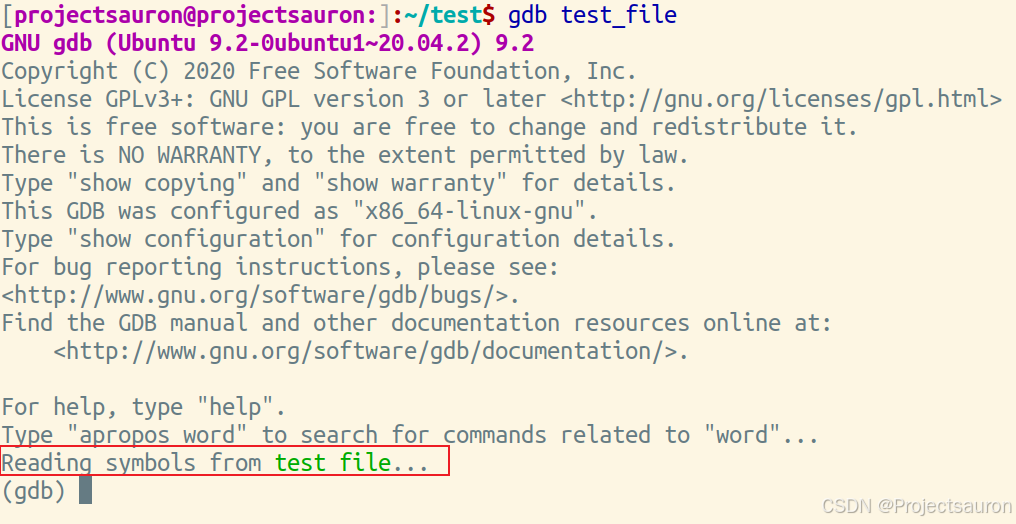 [projectsauron@projectsauron:]:~/test$ gdb test_file
GNU gdb (Ubuntu 9.2-0ubuntu1~20.04.2) 9.2
Copyright (C) 2020 Free Software Foundation, Inc.
License GPLv3+: GNU GPL version 3 or later <http://gnu.org/licenses/gpl.html>
This is free software: you are free to change and redistribute it.
There is NO WARRANTY, to the extent permitted by law.
Type "show copying" and "show warranty" for details.
This GDB was configured as "x86_64-linux-gnu".
Type "show configuration" for configuration details.
For bug reporting instructions, please see:
<http://www.gnu.org/software/gdb/bugs/>.
Find the GDB manual and other documentation resources online at:
    <http://www.gnu.org/software/gdb/documentation/>.

For help, type "help".
Type "apropos word" to search for commands related to "word"...
Reading symbols from test_file...
(gdb)
CSDN @Projectsauron